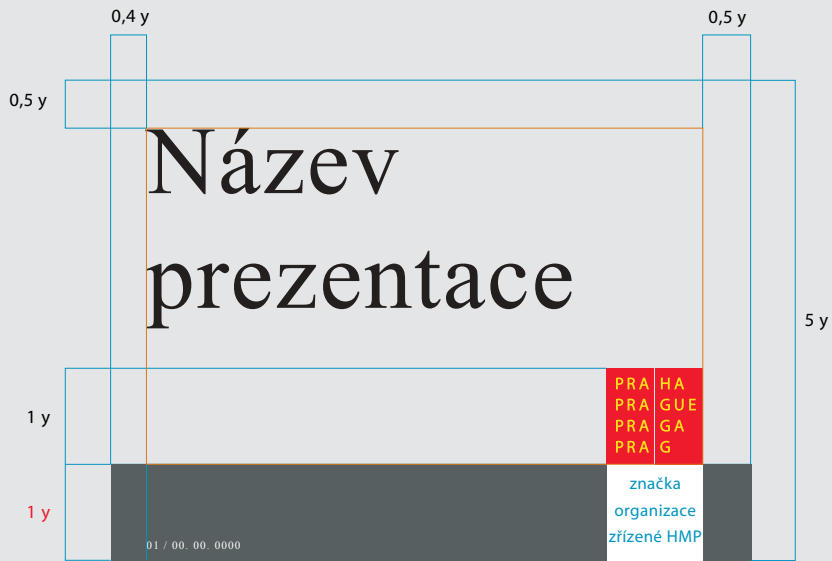 0,4 y
0,5 y
0,5 y
Název
prezentace
5 y
1 y
PRA HA
PRA GUE
PRA GA
PRA G
1 y
značka
organizace
zřízené HMP
01 / 00. 00. 0000